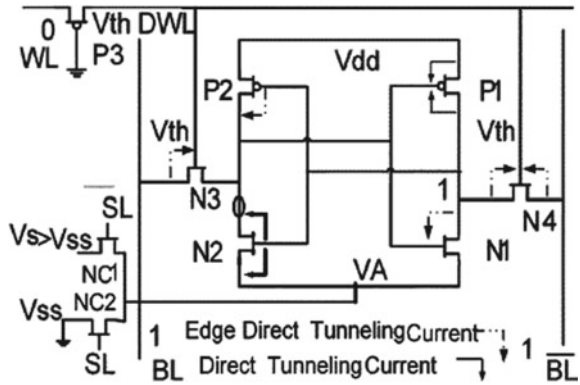 0 Vth DWL
WL P3
Vdd
P2 P1
Vth Vth
1
N3 N4
SL 0
Vs>Vss N2 N1
NC1
NC2 VA
Vss
1 Edge Direct Tunneling Current
SL BL Direct Tunneling Current 1 BL